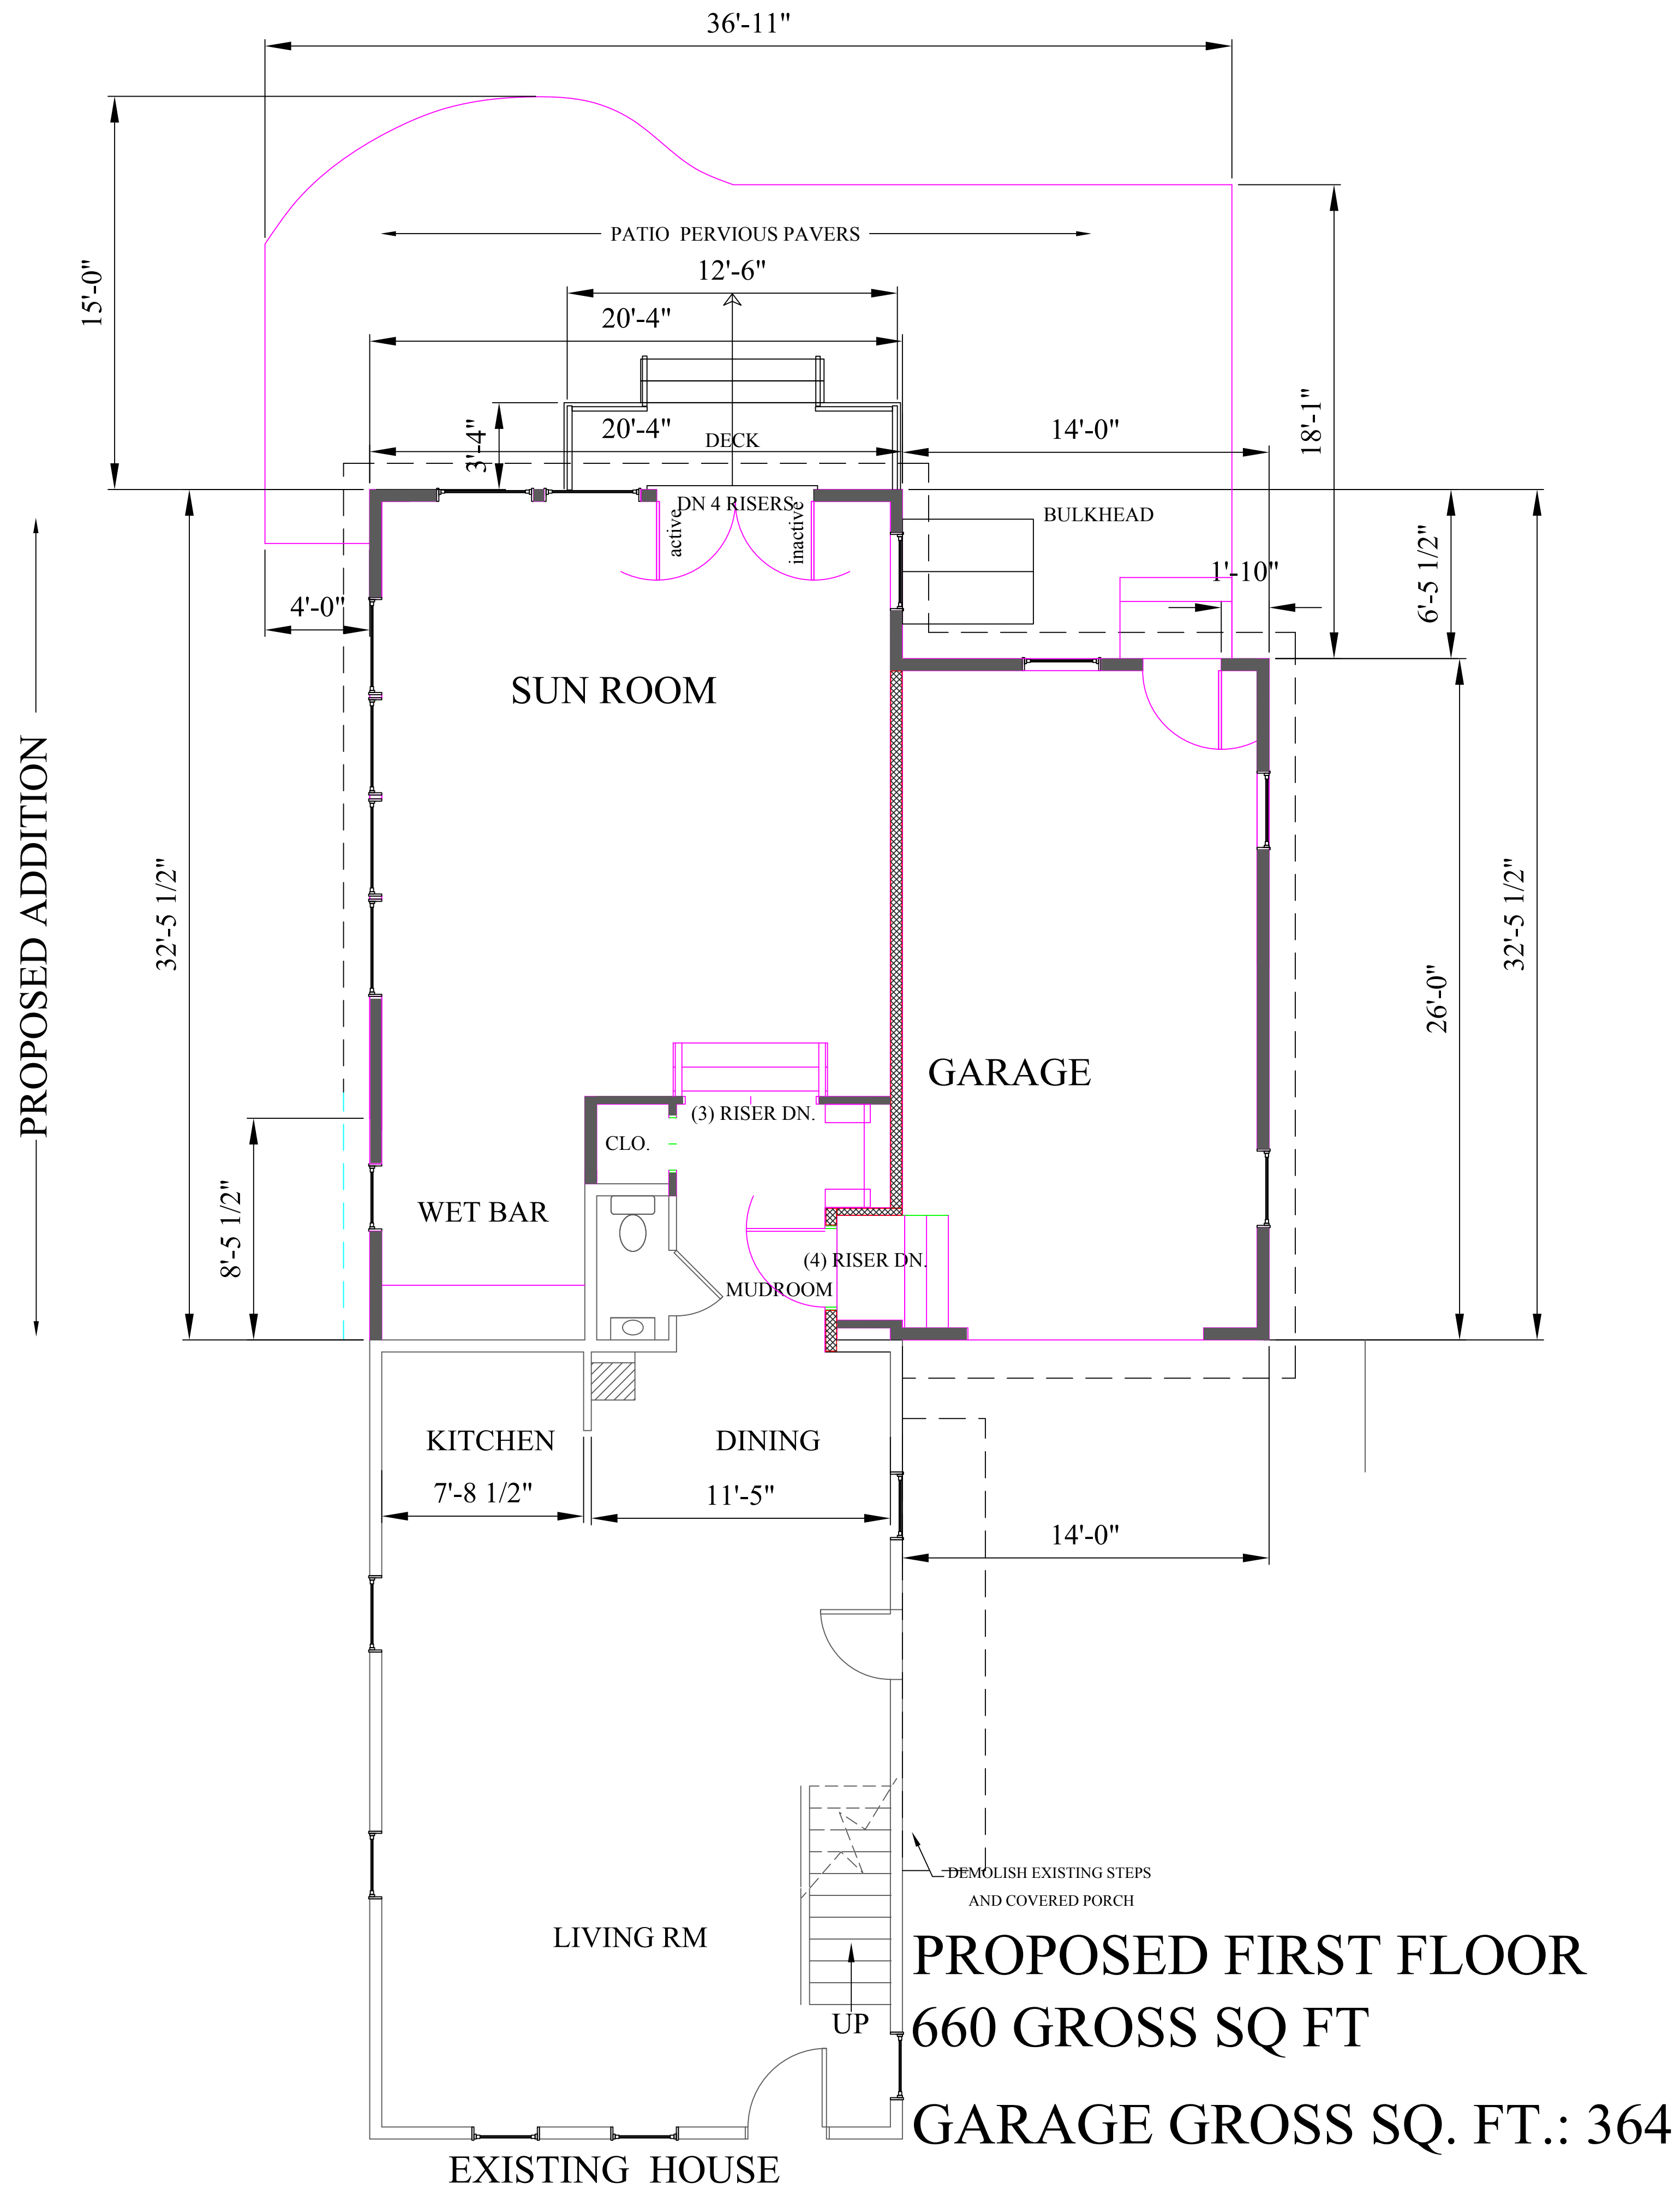 36'-11"
PATIO  PERVIOUS PAVERS
12'-6"
15'-0"
20'-4"
18'-1"
3'-4"
20'-4"
DECK
14'-0"
DN 4 RISERS
active
inactive
BULKHEAD
6'-5 1/2"
1'-10"
4'-0"
SUN ROOM
PROPOSED ADDITION
32'-5 1/2"
32'-5 1/2"
26'-0"
GARAGE
(3) RISER DN.
CLO.
8'-5 1/2"
WET BAR
(4) RISER DN.
MUDROOM
KITCHEN
DINING
7'-8 1/2"
11'-5"
14'-0"
DEMOLISH EXISTING STEPS
AND COVERED PORCH
LIVING RM
UP
PROPOSED FIRST FLOOR
660 GROSS SQ FT
GARAGE GROSS SQ. FT.: 364
EXISTING  HOUSE